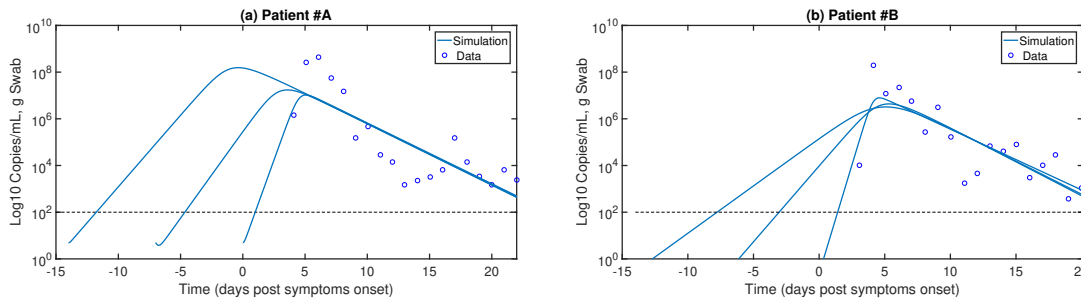 (a) Patient #A
Log10 Copies/mL, g Swab
10^10
10^8
10^6
10^4
10^2
10^0
-15 -10 -5 0 5 10 15 20
Time (days post symptoms onset)
Simulation
Data
(b) Patient #B
Log10 Copies/mL, g Swab
10^10
10^8
10^6
10^4
10^2
10^0
-15 -10 -5 0 5 10 15 20
Time (days post symptoms onset)
Simulation
Data